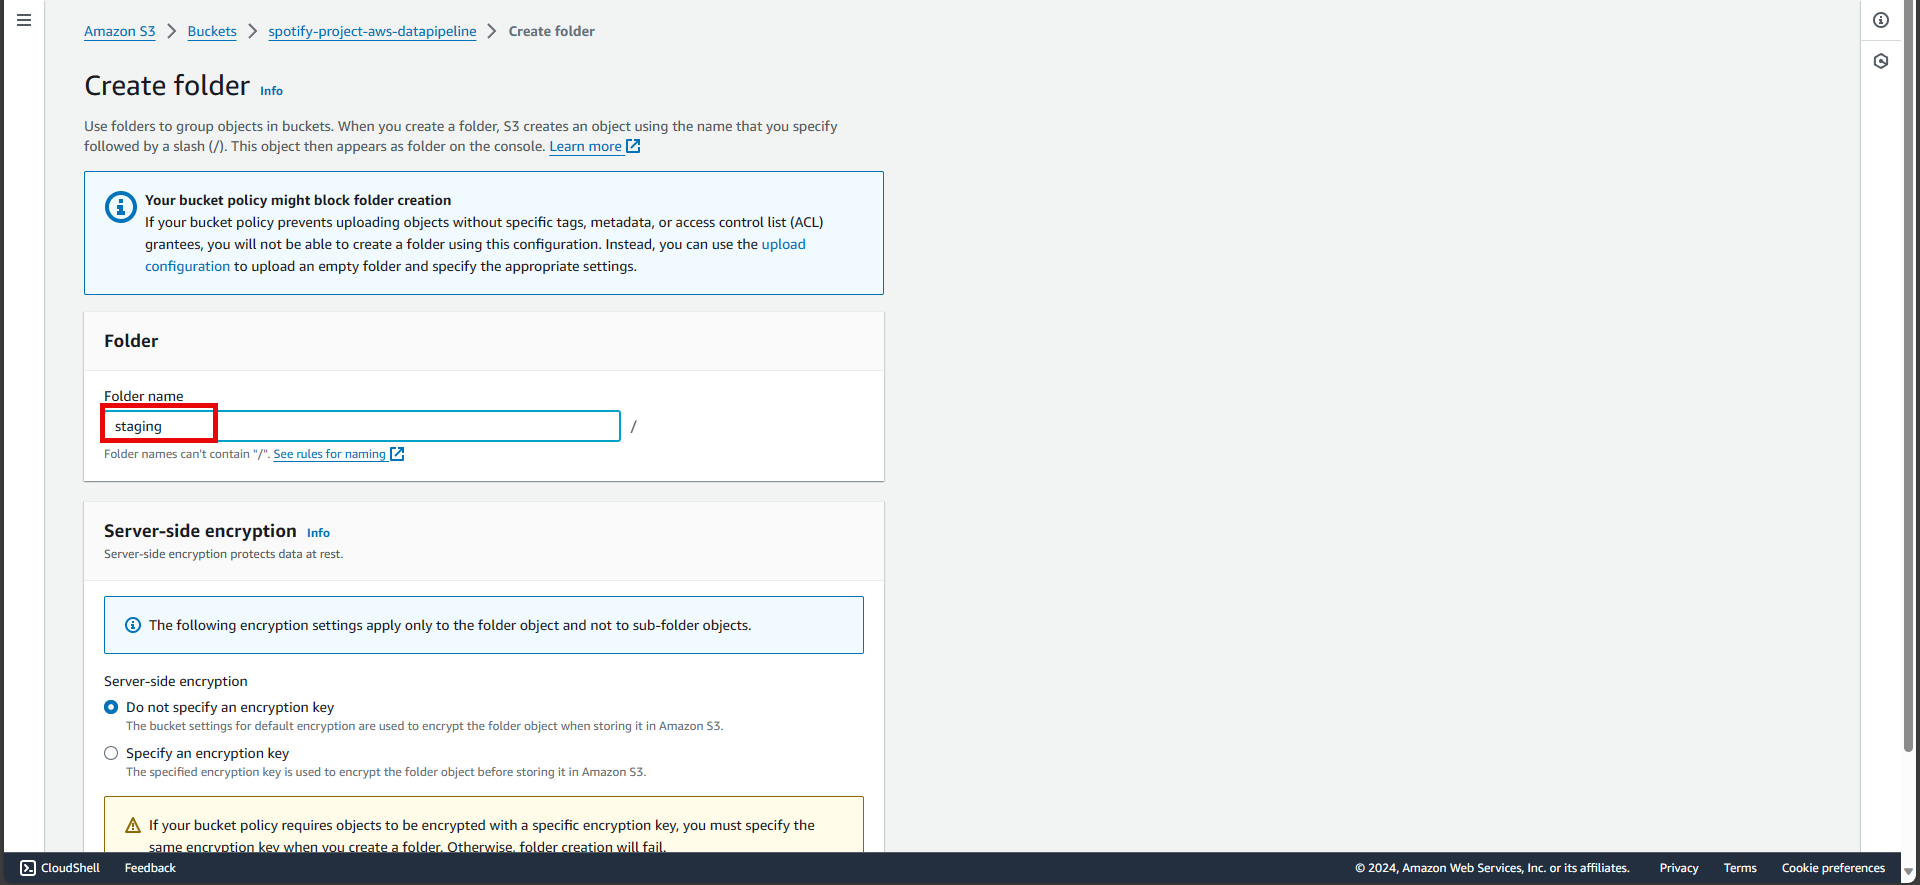 Amazon S3 > Buckets > spotify-project-aws-datapipeline > Create folder
Create folder Info
Use folders to group objects in buckets. When you create a folder, S3 creates an object using the name that you specify
followed by a slash (/). This object then appears as folder on the console. Learn more
Your bucket policy might block folder creation
If your bucket policy prevents uploading objects without specific tags, metadata, or access control list (ACL)
grantees, you will not be able to create a folder using this configuration. Instead, you can use the upload
configuration to upload an empty folder and specify the appropriate settings.
Folder
Folder name
staging /
Folder names can't contain "/". See rules for naming
Server-side encryption Info
Server-side encryption protects data at rest.
The following encryption settings apply only to the folder object and not to sub-folder objects.
Server-side encryption
Do not specify an encryption key
The bucket settings for default encryption are used to encrypt the folder object when storing it in Amazon S3.
Specify an encryption key
The specified encryption key is used to encrypt the folder object before storing it in Amazon S3.
If your bucket policy requires objects to be encrypted with a specific encryption key, you must specify the
same encryption key when you create a folder. Otherwise, folder creation will fail.
CloudShell Feedback © 2024, Amazon Web Services, Inc. or its affiliates. Privacy Terms Cookie preferences